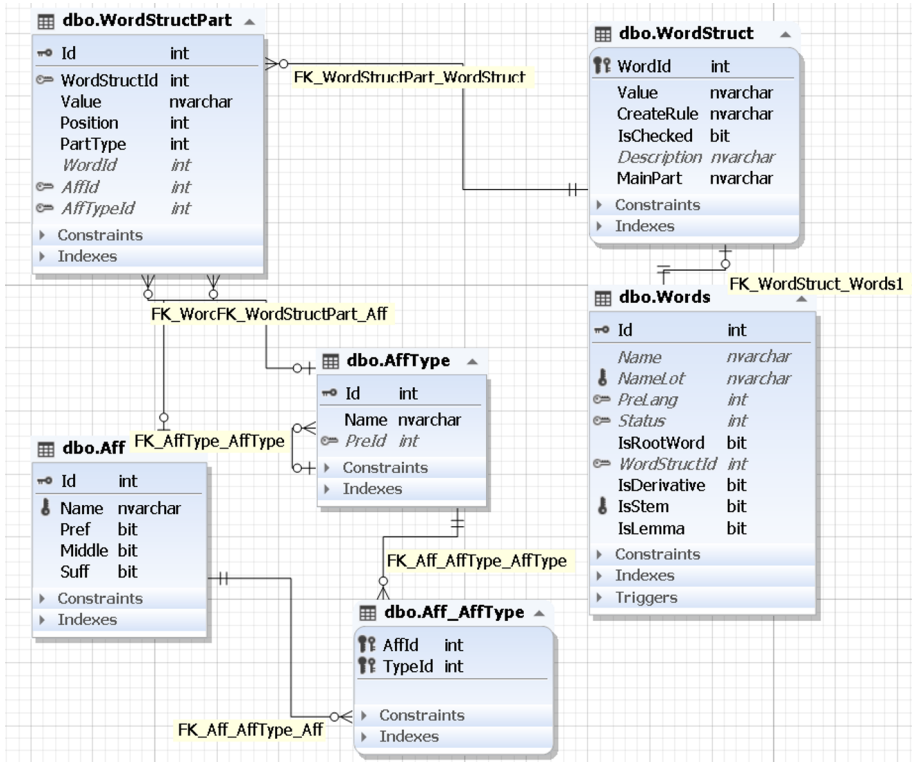 dbo.WordStructPart
Id int
WordStructId int
Value nvarchar
Position int
PartType int
WordId int
AffId int
AffTypeId int
Constraints
Indexes
FK_WordStructPart_WordStruct
dbo.WordStruct
WordId int
Value nvarchar
CreateRule nvarchar
IsChecked bit
Description nvarchar
MainPart nvarchar
Constraints
Indexes
FK_WordStruct_Words1
dbo.Words
Id int
Name nvarchar
NameLot nvarchar
PreLang int
Status int
IsRootWord bit
WordStructId int
IsDerivative bit
IsStem bit
IsLemma bit
Constraints
Indexes
Triggers
FK_WorcFK_WordStructPart_Aff
dbo.AffType
Id int
Name nvarchar
PreId int
Constraints
Indexes
FK_AffType_AffType
dbo.Aff
Id int
Name nvarchar
Pref bit
Middle bit
Suff bit
Constraints
Indexes
FK_Aff_AffType_AffType
dbo.Aff_AffType
AffId int
TypeId int
Constraints
Indexes
FK_Aff_AffType_Aff